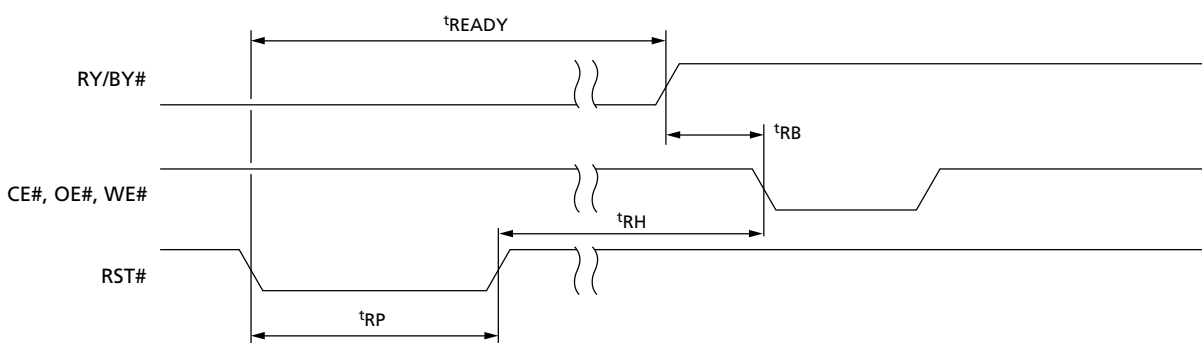 tREADY
RY/BY#
tRB
CE#, OE#, WE#
tRH
RST#
tRP